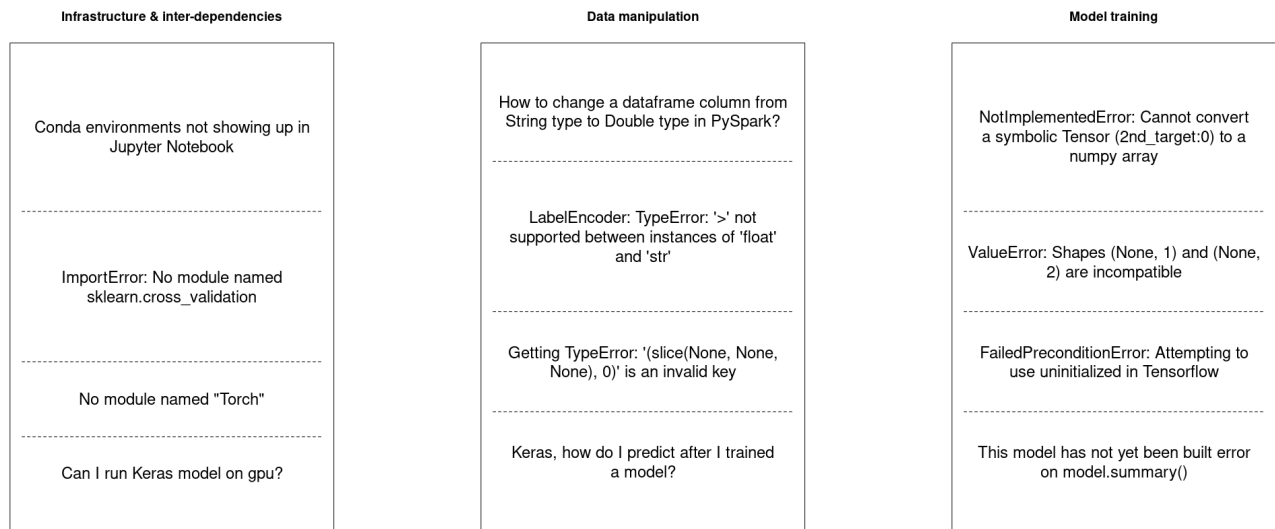 Infrastructure & inter-dependencies
Conda environments not showing up in
Jupyter Notebook
ImportError: No module named
sklearn.cross_validation
No module named "Torch"
Can I run Keras model on gpu?
Data manipulation
How to change a dataframe column from
String type to Double type in PySpark?
LabelEncoder: TypeError: '>' not
supported between instances of 'float'
and 'str'
Getting TypeError: '(slice(None, None,
None), 0)' is an invalid key
Keras, how do I predict after I trained
a model?
Model training
NotImplementedError: Cannot convert
a symbolic Tensor (2nd_target:0) to a
numpy array
ValueError: Shapes (None, 1) and (None,
2) are incompatible
FailedPreconditionError: Attempting to
use uninitialized in Tensorflow
This model has not yet been built error
on model.summary()